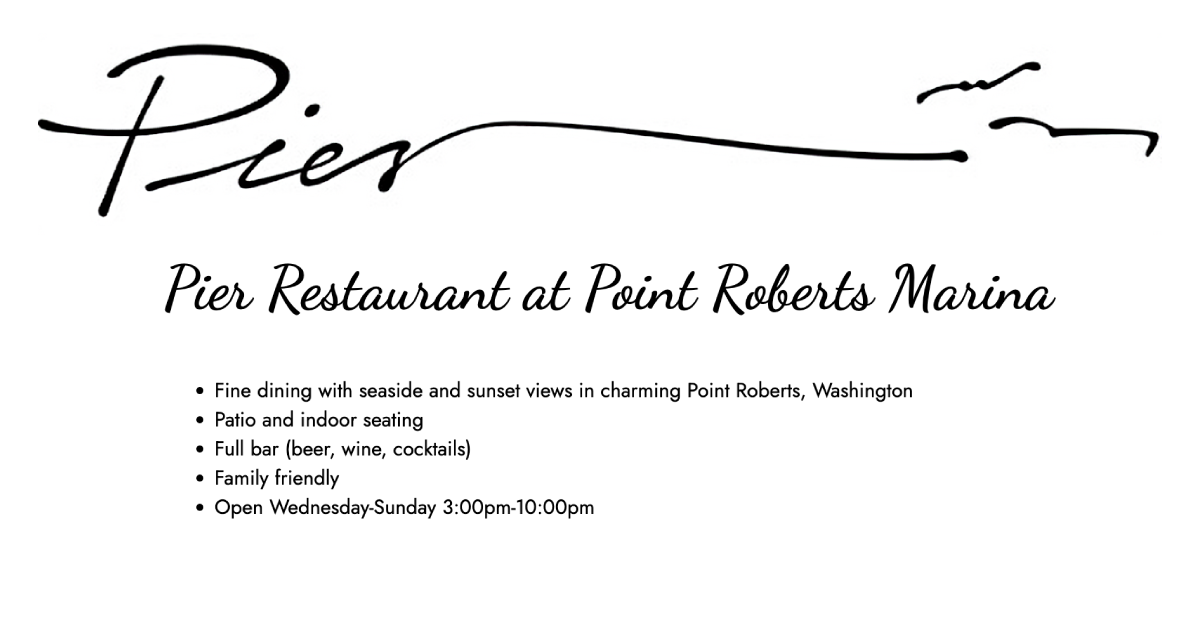 Pier
Pier Restaurant at Point Roberts Marina
• Fine dining with seaside and sunset views in charming Point Roberts, Washington
• Patio and indoor seating
• Full bar (beer, wine, cocktails)
• Family friendly
• Open Wednesday-Sunday 3:00pm-10:00pm